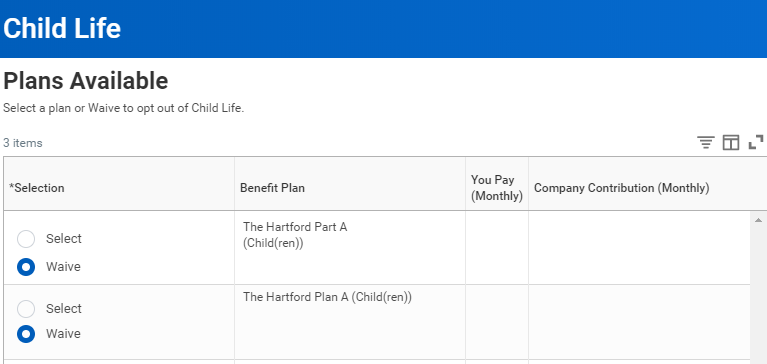 Child Life
Plans Available
Select a plan or Waive to opt out of Child Life.
3 items
*Selection
Benefit Plan
You Pay
(Monthly)
Company Contribution (Monthly)
Select
Waive
The Hartford Part A
(Child(ren))
Select
Waive
The Hartford Plan A (Child(ren))